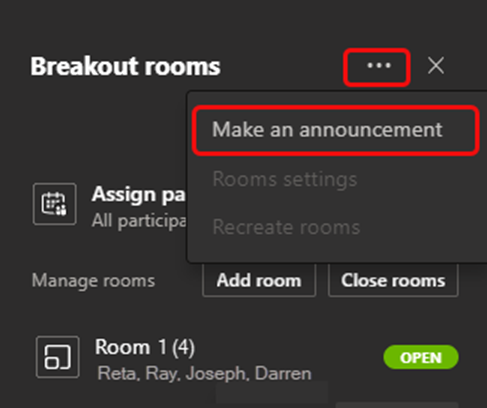 Breakout rooms
Make an announcement
Rooms settings
Recreate rooms
Assign pa
All participa
Manage rooms
Add room
Close rooms
Room 1 (4)
OPEN
Reta, Ray, Joseph, Darren